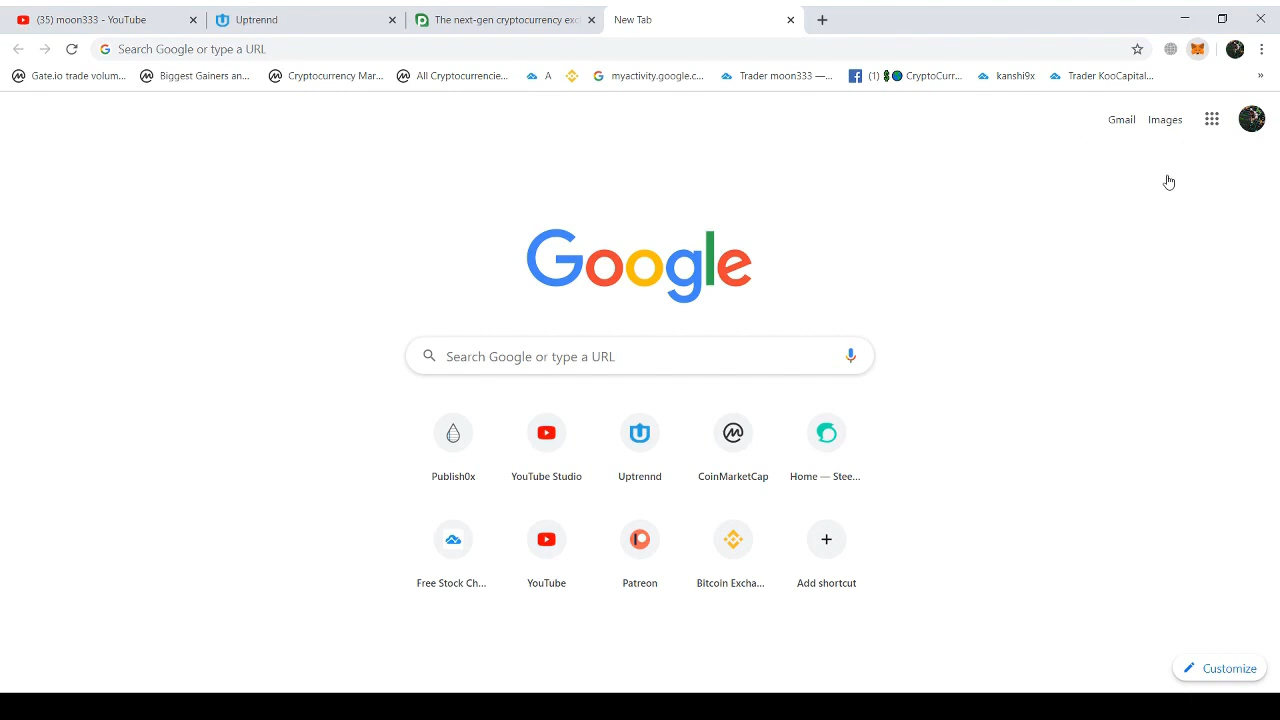 (35) moon333 - YouTube
Uptrennd
The next-gen cryptocurrency exc
New Tab
Search Google or type a URL
Gate.io trade volum...
Biggest Gainers an...
Cryptocurrency Mar...
All Cryptocurrencie...
A
myactivity.google.c...
Trader moon333 —...
(1) 💲🌍 CryptoCurr...
kanshi9x
Trader KooCapital...
»
Gmail
Images
Google
Search Google or type a URL
Publish0x
YouTube Studio
Uptrennd
CoinMarketCap
Home — Stee...
Free Stock Ch...
YouTube
Patreon
Bitcoin Excha...
Add shortcut
Customize